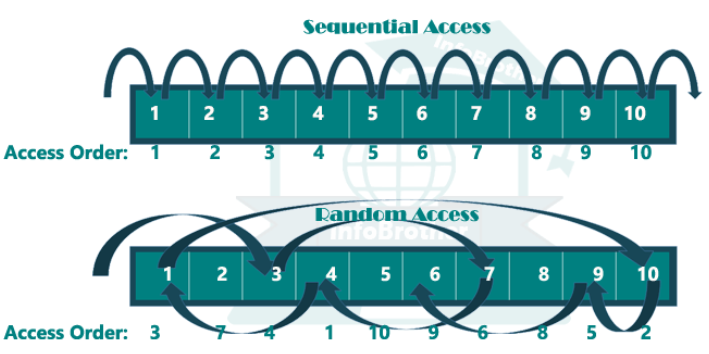 Sequential Access
InfoBrother
1 2 3 4 5 6 7 8 9 10
Access Order: 1 2 3 4 5 6 7 8 9 10
Random Access
InfoBrother
1 2 3 4 5 6 7 8 9 10
Access Order: 3 7 4 1 10 9 6 8 5 2